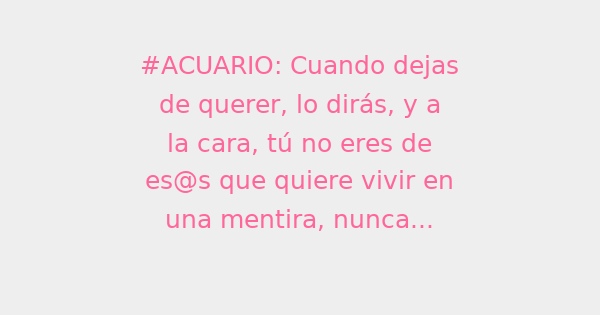 #ACUARIO: Cuando dejas
de querer, lo dirás, y a
la cara, tú no eres de
es@s que quiere vivir en
una mentira, nunca...